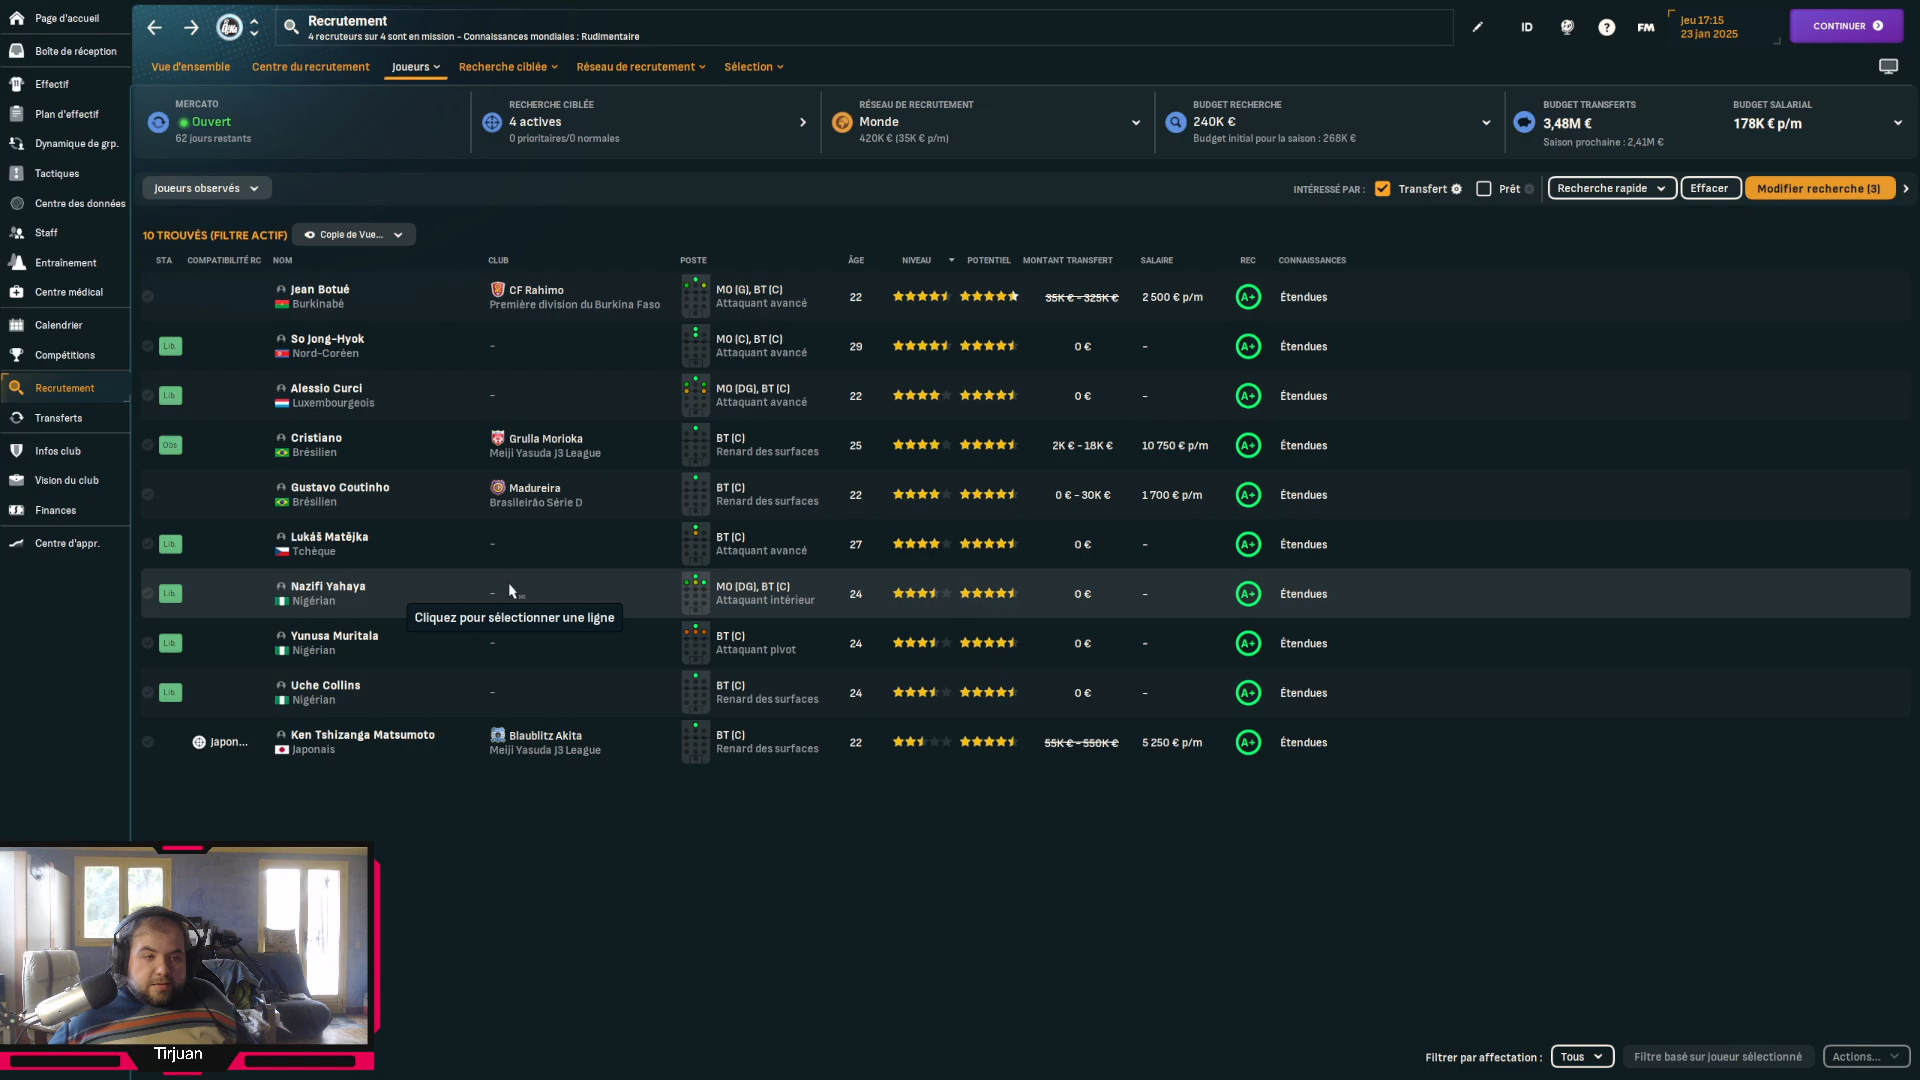 Page d'accueil
Boîte de réception
Effectif
Plan d'effectif
Dynamique de grp.
Tactiques
Centre des données
Staff
Entraînement
Centre médical
Calendrier
Compétitions
Recrutement
Transferts
Infos club
Vision du club
Finances
Centre d'appr.
Recrutement
4 recruteurs sur 4 sont en mission - Connaissances mondiales : Rudimentaire
ID
?
FM
Jeu 17:15
23 jan 2025
CONTINUER
Vue d'ensemble Centre du recrutement Joueurs Recherche ciblée Réseau de recrutement Sélection
MERCATO
Ouvert
62 jours restants
RECHERCHE CIBLÉE
4 actives
0 prioritaires/0 normales
RÉSEAU DE RECRUTEMENT
Monde
420K € (35K € p/m)
BUDGET RECHERCHE
240K €
Budget initial pour la saison : 268K €
BUDGET TRANSFERTS
3,48M €
Saison prochaine : 2,41M €
BUDGET SALARIAL
178K € p/m
Joueurs observés
INTÉRESSÉ PAR : Transfert Prêt Recherche rapide Effacer Modifier recherche (3)
10 TROUVÉS (FILTRE ACTIF) Copie de Vue...
STA COMPATIBILITÉ RC NOM CLUB POSTE ÂGE NIVEAU POTENTIEL MONTANT TRANSFERT SALAIRE REC CONNAISSANCES
Jean Botué CF Rahimo MO (G), BT (C) 22 35K € - 325K € 2 500 € p/m A+ Étendues
Burkinabé Première division du Burkina Faso Attaquant avancé
Lib. So Jong-Hyok - MO (C), BT (C) 29 0 € - A+ Étendues
Nord-Coréen Attaquant avancé
Lib. Alessio Curci - MO (DG), BT (C) 22 0 € - A+ Étendues
Luxembourgeois Attaquant avancé
Obs Cristiano Grulla Morioka BT (C) 25 2K € - 18K € 10 750 € p/m A+ Étendues
Brésilien Meiji Yasuda J3 League Renard des surfaces
Gustavo Coutinho Madureira BT (C) 22 0 € - 30K € 1 700 € p/m A+ Étendues
Brésilien Brasileirão Série D Renard des surfaces
Lib. Lukáš Matějka - BT (C) 27 0 € - A+ Étendues
Tchèque Attaquant avancé
Lib. Nazifi Yahaya - MO (DG), BT (C) 24 0 € - A+ Étendues
Nigérian Attaquant intérieur
Cliquez pour sélectionner une ligne
Lib. Yunusa Muritala - BT (C) 24 0 € - A+ Étendues
Nigérian Attaquant pivot
Lib. Uche Collins - BT (C) 24 0 € - A+ Étendues
Nigérian Renard des surfaces
Japon... Ken Tshizanga Matsumoto Blaublitz Akita BT (C) 22 55K € - 550K € 5 250 € p/m A+ Étendues
Japonais Meiji Yasuda J3 League Renard des surfaces
Tirjuan
Filtrer par affectation : Tous Filtre basé sur joueur sélectionné Actions...